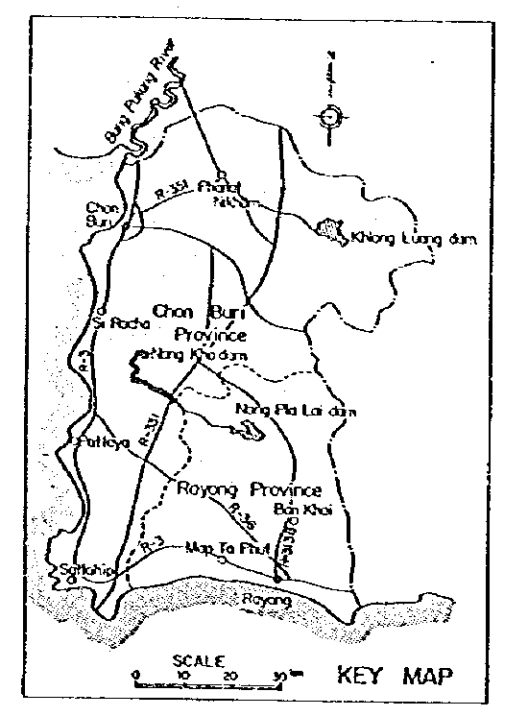 Bang Pakong River
N
R-331
Phanat
Nikhom
Chon
Buri
Khlong Luang dam
Si Racha
Chon Buri
Province
Nong Kho dam
R-3
R-331
Nong Pla Lai dam
Pattaya
Rayong Province
R-36
Ban Khai
R-3138
R-3
Map Ta Phut
Sattahip
Rayong
SCALE
0 10 20 30 km
KEY MAP